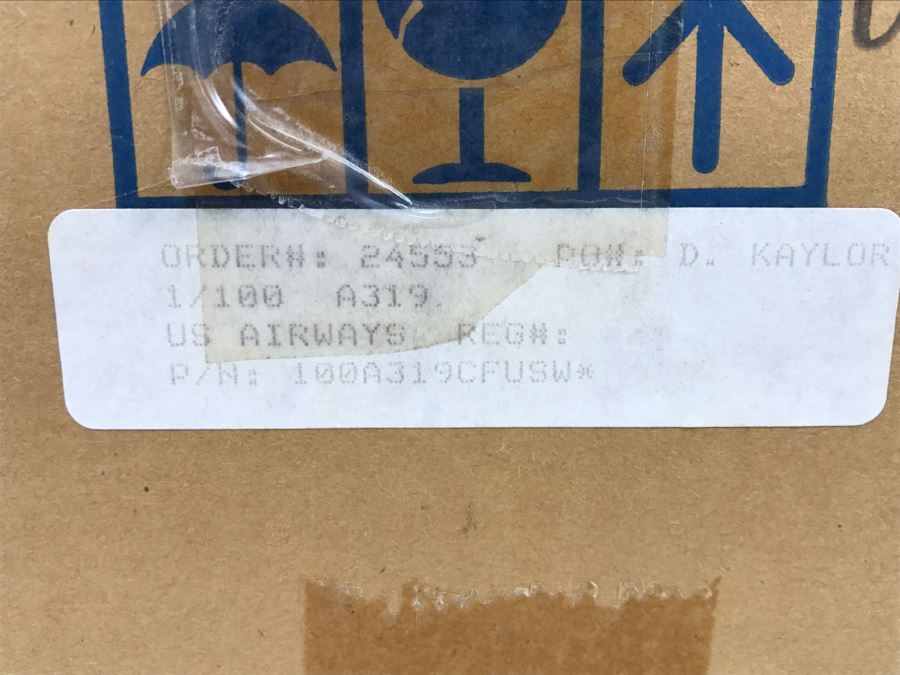 ORDER#: 24553 PO#: D. KAYLOR
1/100 A319
US AIRWAYS REG#:
P/N: 100A319CFUSW*